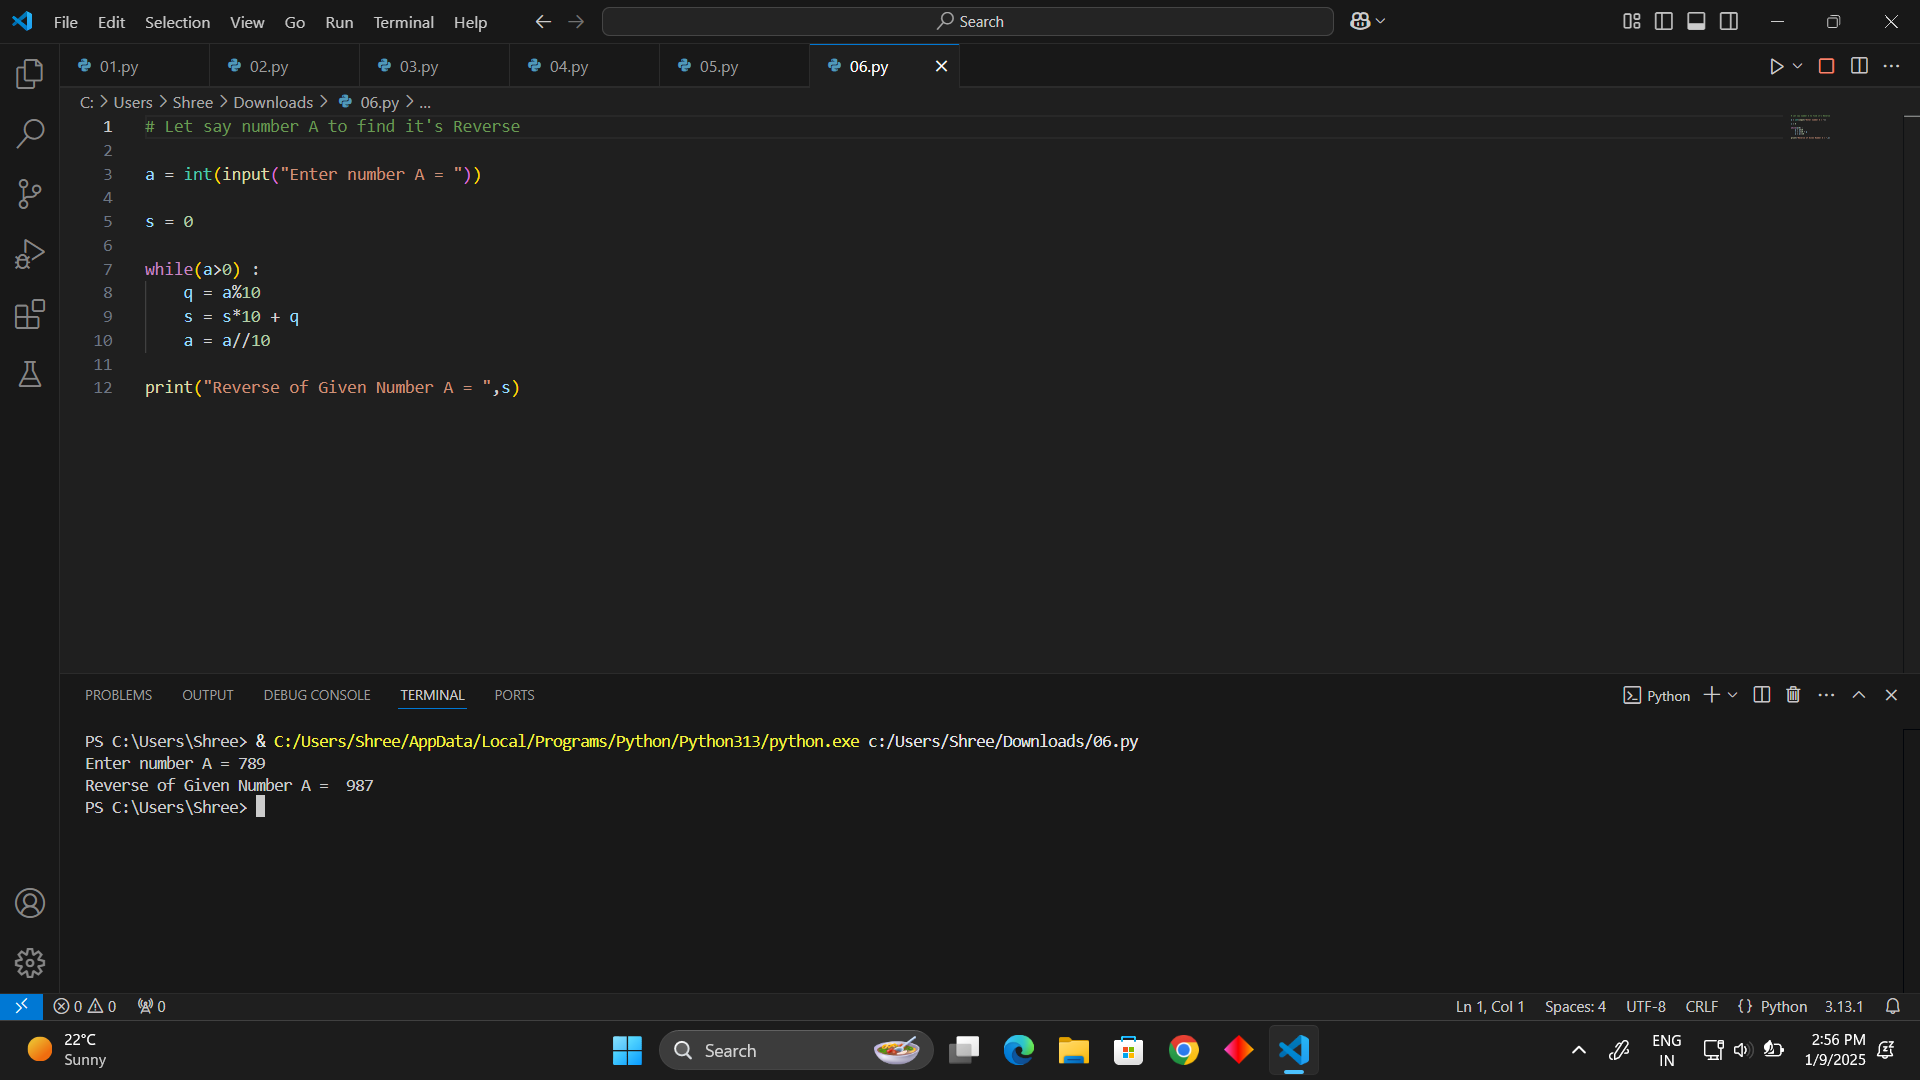 File Edit Selection View Go Run Terminal Help
Search
01.py 02.py 03.py 04.py 05.py 06.py
C: > Users > Shree > Downloads > 06.py > ...
1 # Let say number A to find it's Reverse
2
3 a = int(input("Enter number A = "))
4
5 s = 0
6
7 while(a>0) :
8     q = a%10
9     s = s*10 + q
10     a = a//10
11
12 print("Reverse of Given Number A = ",s)
PROBLEMS OUTPUT DEBUG CONSOLE TERMINAL PORTS
Python
PS C:\Users\Shree> & C:/Users/Shree/AppData/Local/Programs/Python/Python313/python.exe c:/Users/Shree/Downloads/06.py
Enter number A = 789
Reverse of Given Number A =  987
PS C:\Users\Shree>
0 0 0
Ln 1, Col 1 Spaces: 4 UTF-8 CRLF {} Python 3.13.1
22°C
Sunny
Search
ENG
IN
2:56 PM
1/9/2025